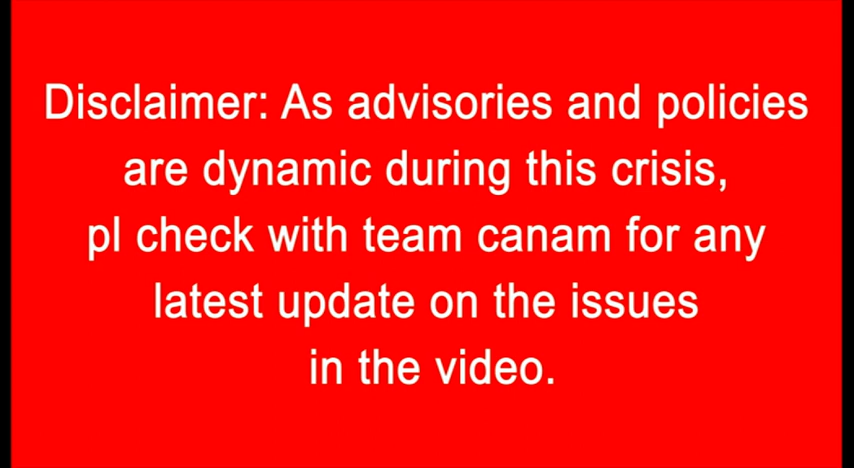 Disclaimer: As advisories and policies
are dynamic during this crisis,
pl check with team canam for any
latest update on the issues
in the video.